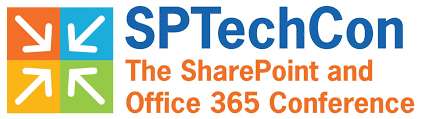 SPTechCon
The SharePoint and
Office 365 Conference